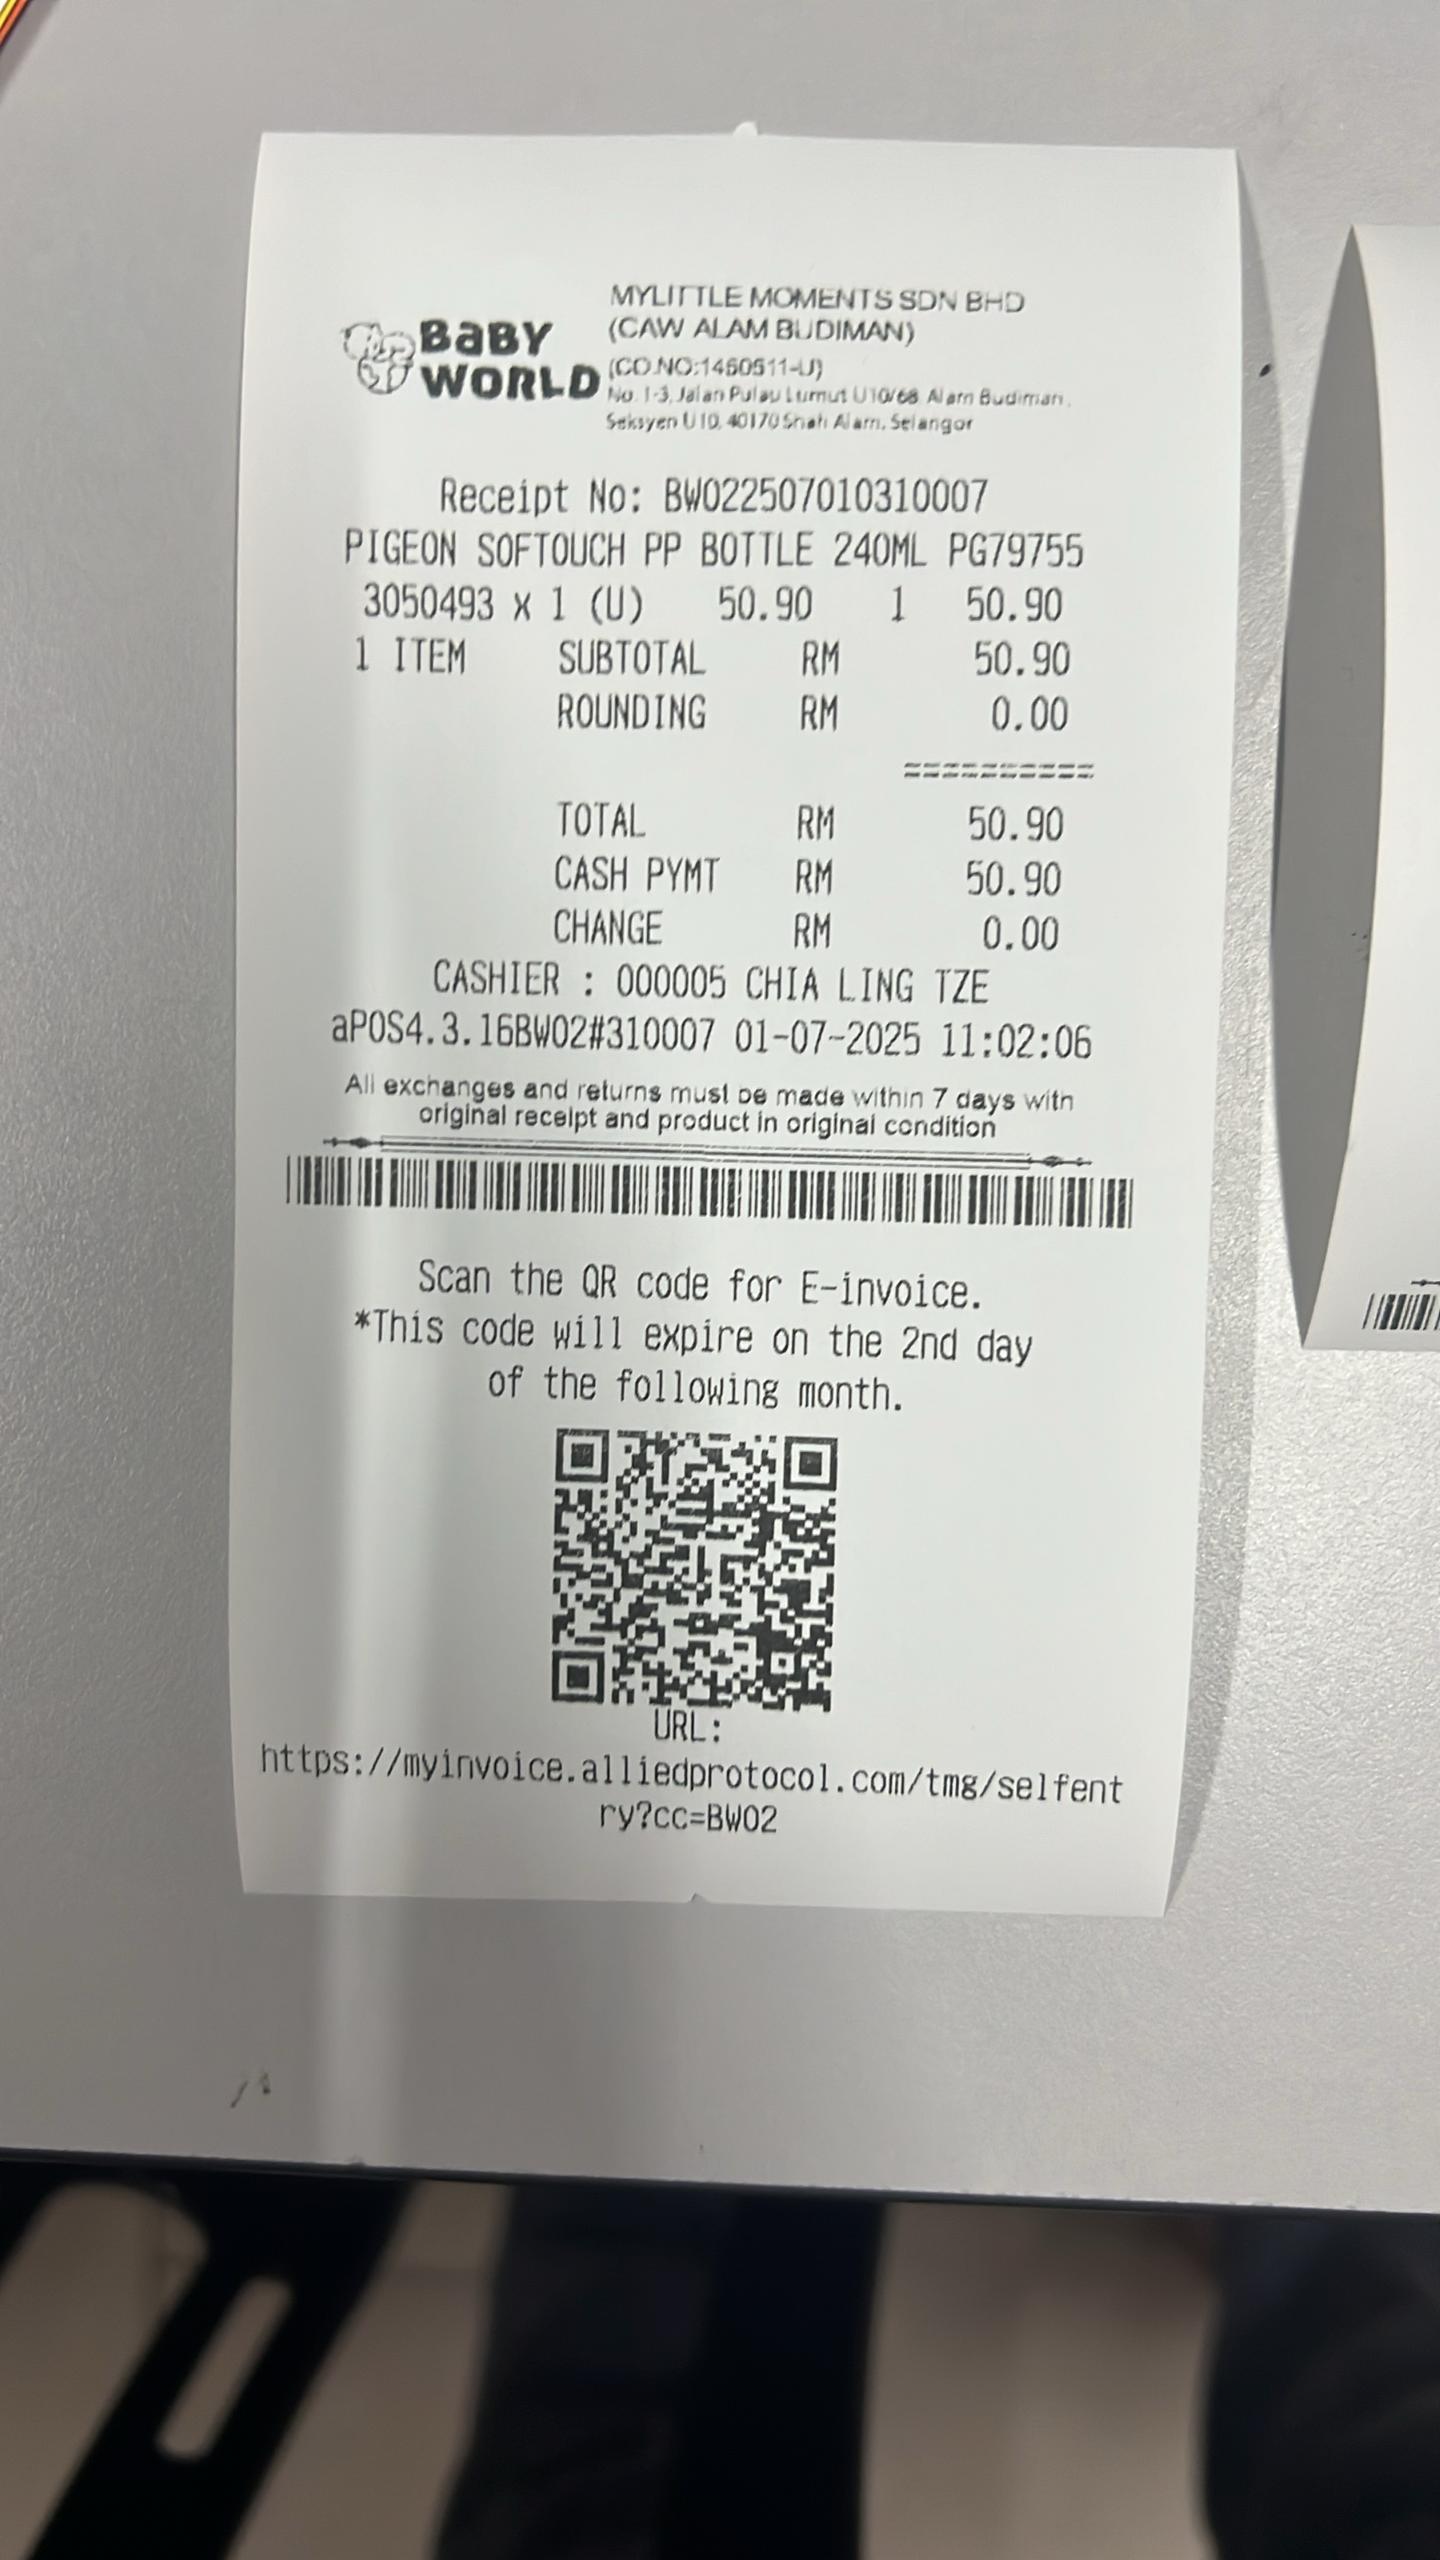 BaBY
WORLD
MYLITTLE MOMENTS SDN BHD
(CAW ALAM BUDIMAN)
(CO.NO:1460511-U)
No. 1-3, Jalan Pulau Lumut U10/68 Alam Budiman,
Seksyen U10, 40170 Shah Alam, Selangor
Receipt No: BW022507010310007
PIGEON SOFTOUCH PP BOTTLE 240ML PG79755
3050493 x 1 (U) 50.90 1 50.90
1 ITEM SUBTOTAL RM 50.90
ROUNDING RM 0.00
==========
TOTAL RM 50.90
CASH PYMT RM 50.90
CHANGE RM 0.00
CASHIER : 000005 CHIA LING TZE
aPOS4.3.16BW02#310007 01-07-2025 11:02:06
All exchanges and returns must be made within 7 days with
original receipt and product in original condition
Scan the QR code for E-invoice.
*This code will expire on the 2nd day
of the following month.
URL:
https://myinvoice.alliedprotocol.com/tmg/selfent
ry?cc=BW02